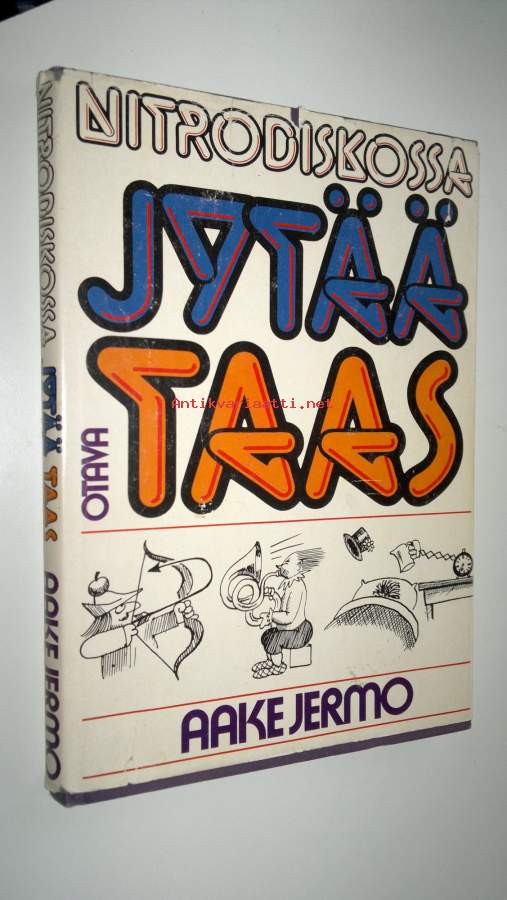 NITRODISKOSSA
JYTÄÄ
TAAS
OTAVA
AAKE JERMO
NITRODISKOSSA JYTÄÄ TAAS AAKE JERMO
Antikvariaatti.net